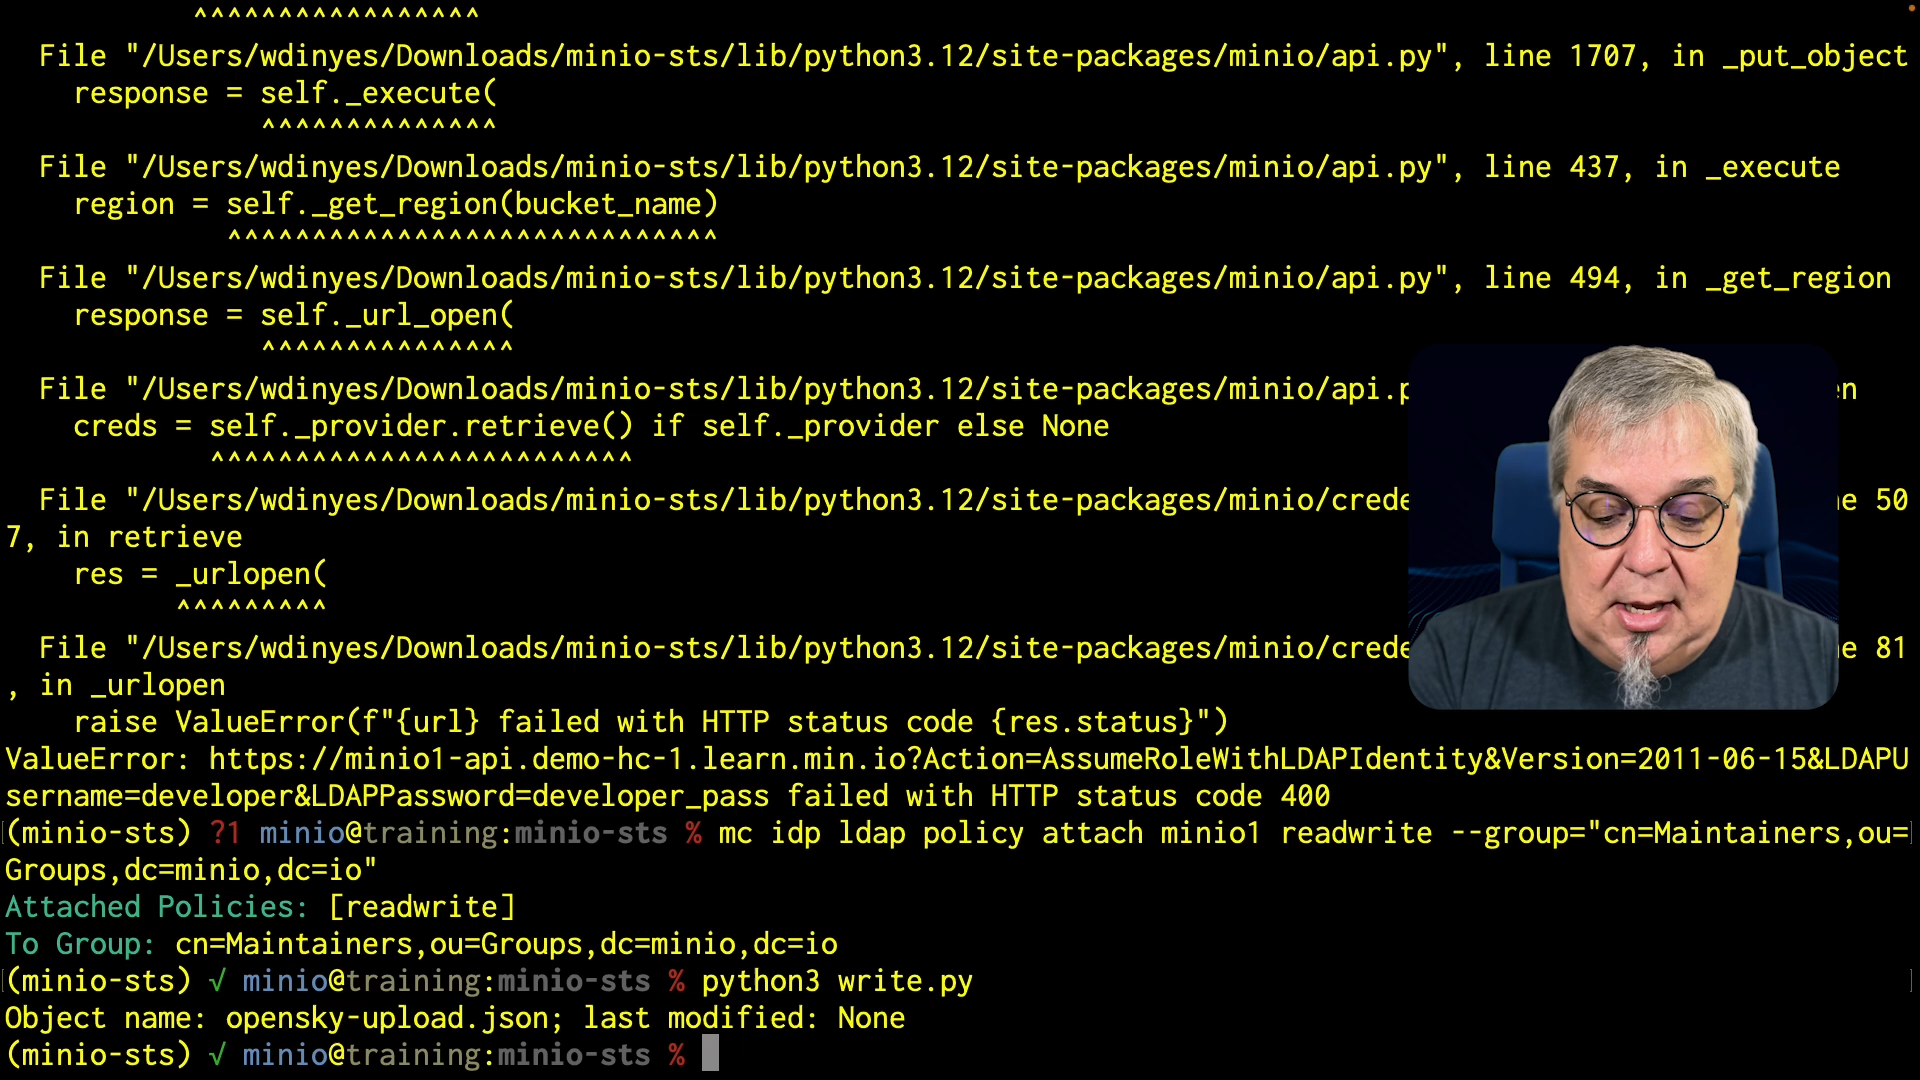 ^^^^^^^^^^^^^^^^^
File "/Users/wdinyes/Downloads/minio-sts/lib/python3.12/site-packages/minio/api.py", line 1707, in _put_object
response = self._execute(
^^^^^^^^^^^^^^
File "/Users/wdinyes/Downloads/minio-sts/lib/python3.12/site-packages/minio/api.py", line 437, in _execute
region = self._get_region(bucket_name)
^^^^^^^^^^^^^^^^^^^^^^^^^^^^^
File "/Users/wdinyes/Downloads/minio-sts/lib/python3.12/site-packages/minio/api.py", line 494, in _get_region
response = self._url_open(
^^^^^^^^^^^^^^^
File "/Users/wdinyes/Downloads/minio-sts/lib/python3.12/site-packages/minio/api.p
creds = self._provider.retrieve() if self._provider else None
^^^^^^^^^^^^^^^^^^^^^^^^^
File "/Users/wdinyes/Downloads/minio-sts/lib/python3.12/site-packages/minio/crede e 50
7, in retrieve
res = _urlopen(
^^^^^^^^^
File "/Users/wdinyes/Downloads/minio-sts/lib/python3.12/site-packages/minio/crede e 81
, in _urlopen
raise ValueError(f"{url} failed with HTTP status code {res.status}")
ValueError: https://minio1-api.demo-hc-1.learn.min.io?Action=AssumeRoleWithLDAPIdentity&Version=2011-06-15&LDAPU
sername=developer&LDAPPassword=developer_pass failed with HTTP status code 400
(minio-sts) ?1 minio@training:minio-sts % mc idp ldap policy attach minio1 readwrite --group="cn=Maintainers,ou=
Groups,dc=minio,dc=io"
Attached Policies: [readwrite]
To Group: cn=Maintainers,ou=Groups,dc=minio,dc=io
(minio-sts) √ minio@training:minio-sts % python3 write.py
Object name: opensky-upload.json; last modified: None
(minio-sts) √ minio@training:minio-sts %